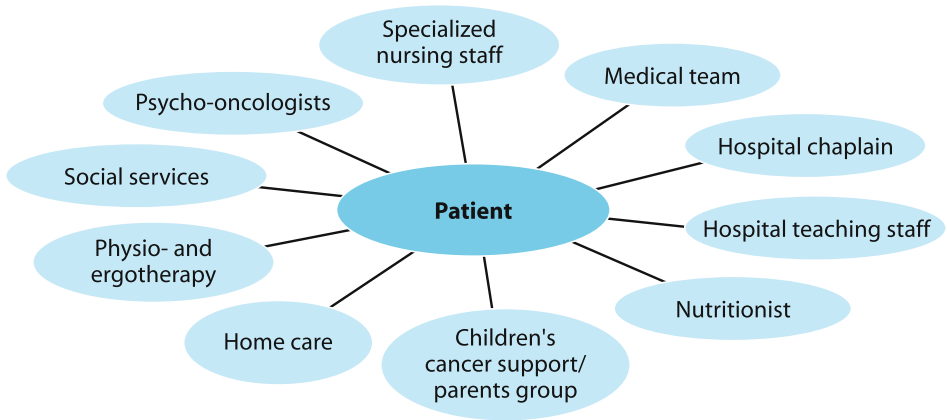 Specialized
nursing staff
Medical team
Psycho-oncologists
Hospital chaplain
Social services
Patient
Hospital teaching staff
Physio- and
ergotherapy
Nutritionist
Home care
Children's
cancer support/
parents group